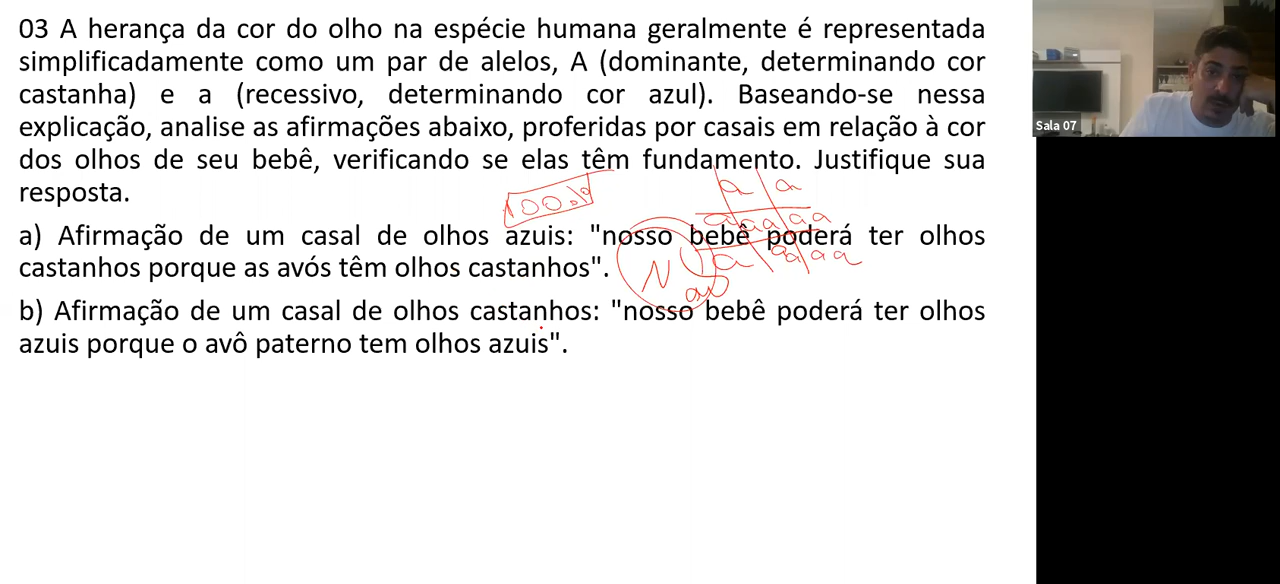 03 A herança da cor do olho na espécie humana geralmente é representada
simplificadamente como um par de alelos, A (dominante, determinando cor
castanha) e a (recessivo, determinando cor azul). Baseando-se nessa
explicação, analise as afirmações abaixo, proferidas por casais em relação à cor
dos olhos de seu bebê, verificando se elas têm fundamento. Justifique sua
resposta.
100%
a a
a aa aa
a) Afirmação de um casal de olhos azuis: "nosso bebê poderá ter olhos
castanhos porque as avós têm olhos castanhos".
N
a aa aa
b) Afirmação de um casal de olhos castanhos: "nosso bebê poderá ter olhos
azuis porque o avô paterno tem olhos azuis".
Sala 07